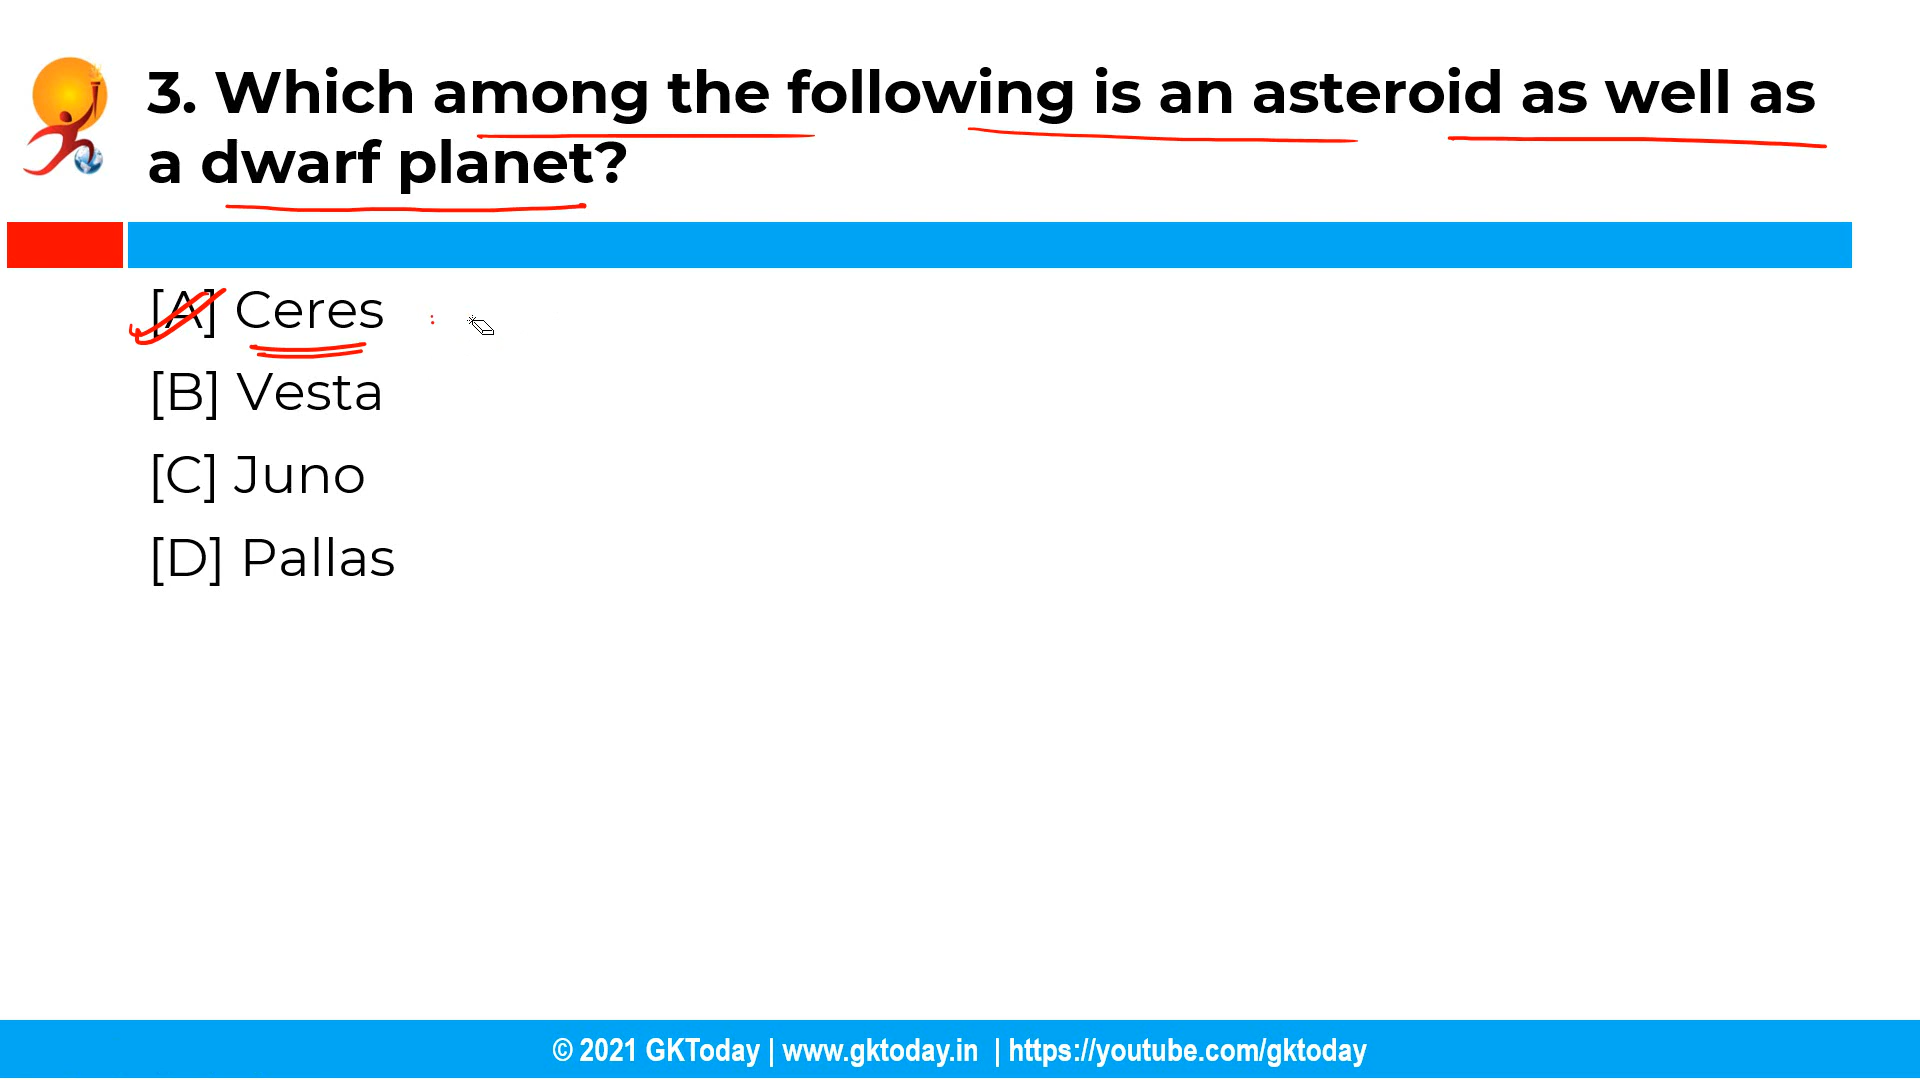 3. Which among the following is an asteroid as well as
a dwarf planet?
[A] Ceres :
[B] Vesta
[C] Juno
[D] Pallas
© 2021 GKToday | www.gktoday.in | https://youtube.com/gktoday